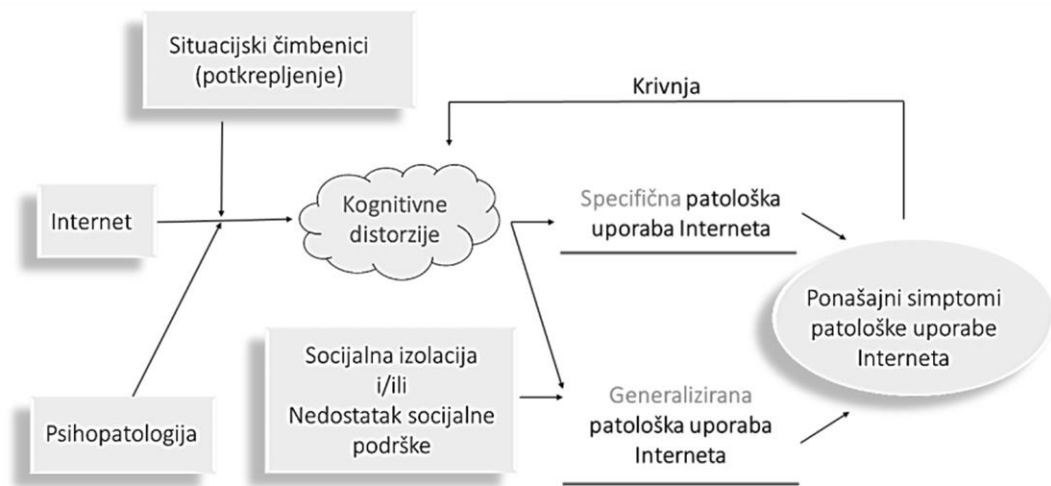 Situacijski čimbenici
(potkrepljenje)
Krivnja
Internet
Kognitivne
distorzije
Specifična patološka
uporaba Interneta
Ponašajni simptomi
patološke uporabe
Interneta
Socijalna izolacija
i/ili
Nedostatak socijalne
podrške
Generalizirana
patološka uporaba
Interneta
Psihopatologija